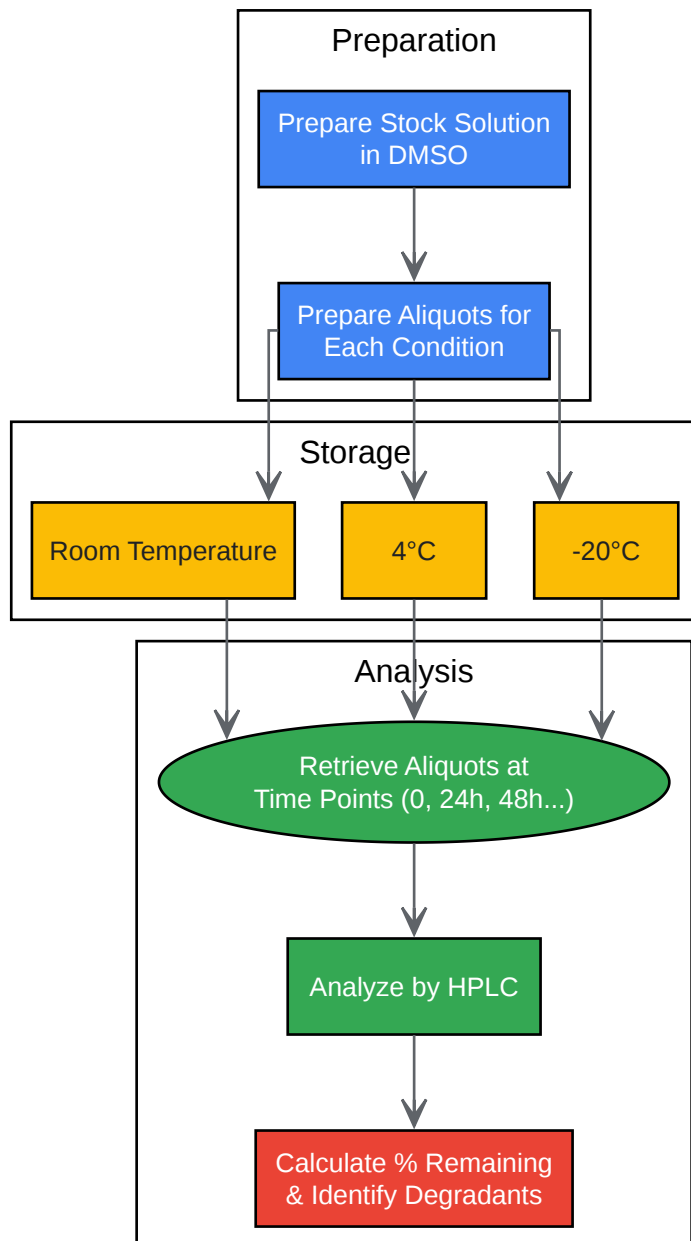 Preparation
Prepare Stock Solution
in DMSO
Prepare Aliquots for
Each Condition
Storage
Room Temperature
4°C
-20°C
Analysis
Retrieve Aliquots at
Time Points (0, 24h, 48h...)
Analyze by HPLC
Calculate % Remaining
& Identify Degradants